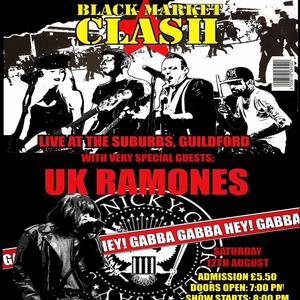 BLACK MARKET
CLASH
LIVE AT THE SUBURBS, GUILDFORD
WITH VERY SPECIAL GUESTS:
UK RAMONES
NICKY
HEY! GABBA GABBA HEY! GABBA
SATURDAY
12TH AUGUST
ADMISSION £5.50
DOORS OPEN: 7:00 PM
SHOW STARTS: 8:00 PM